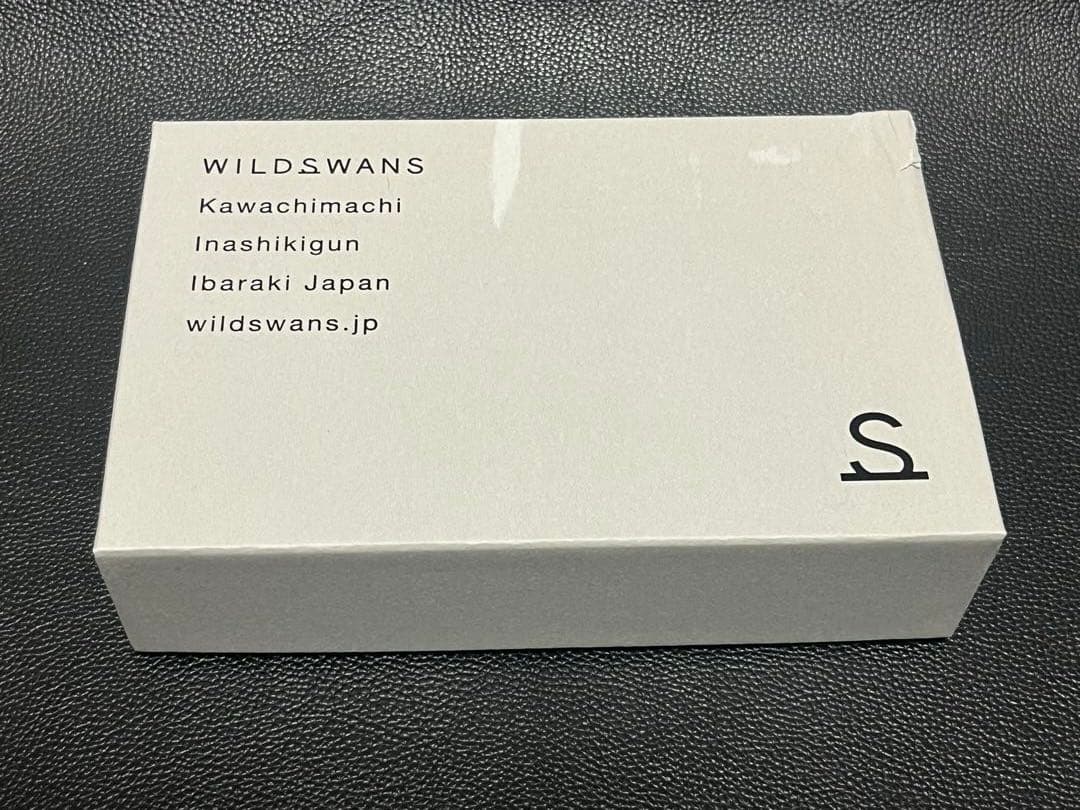 WILDSWANS
Kawachimachi
Inashikigun
Ibaraki Japan
wildswans.jp
S